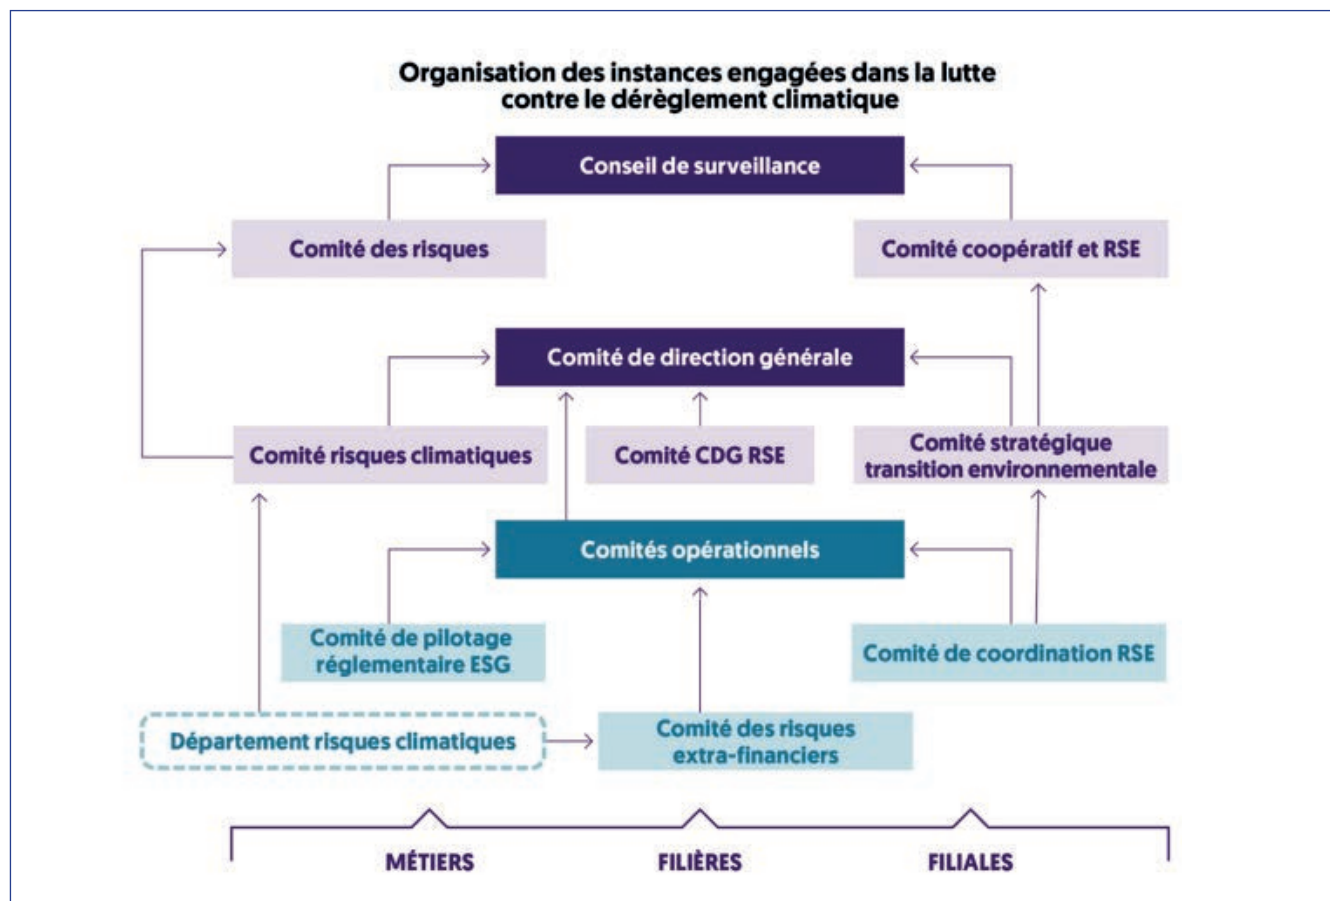 Organisation des instances engagées dans la lutte
contre le dérèglement climatique
Conseil de surveillance
Comité des risques
Comité coopératif et RSE
Comité de direction générale
Comité risques climatiques
Comité CDG RSE
Comité stratégique
transition environnementale
Comités opérationnels
Comité de pilotage
réglementaire ESG
Comité de coordination RSE
Département risques climatiques
Comité des risques
extra-financiers
MÉTIERS
FILIÈRES
FILIALES